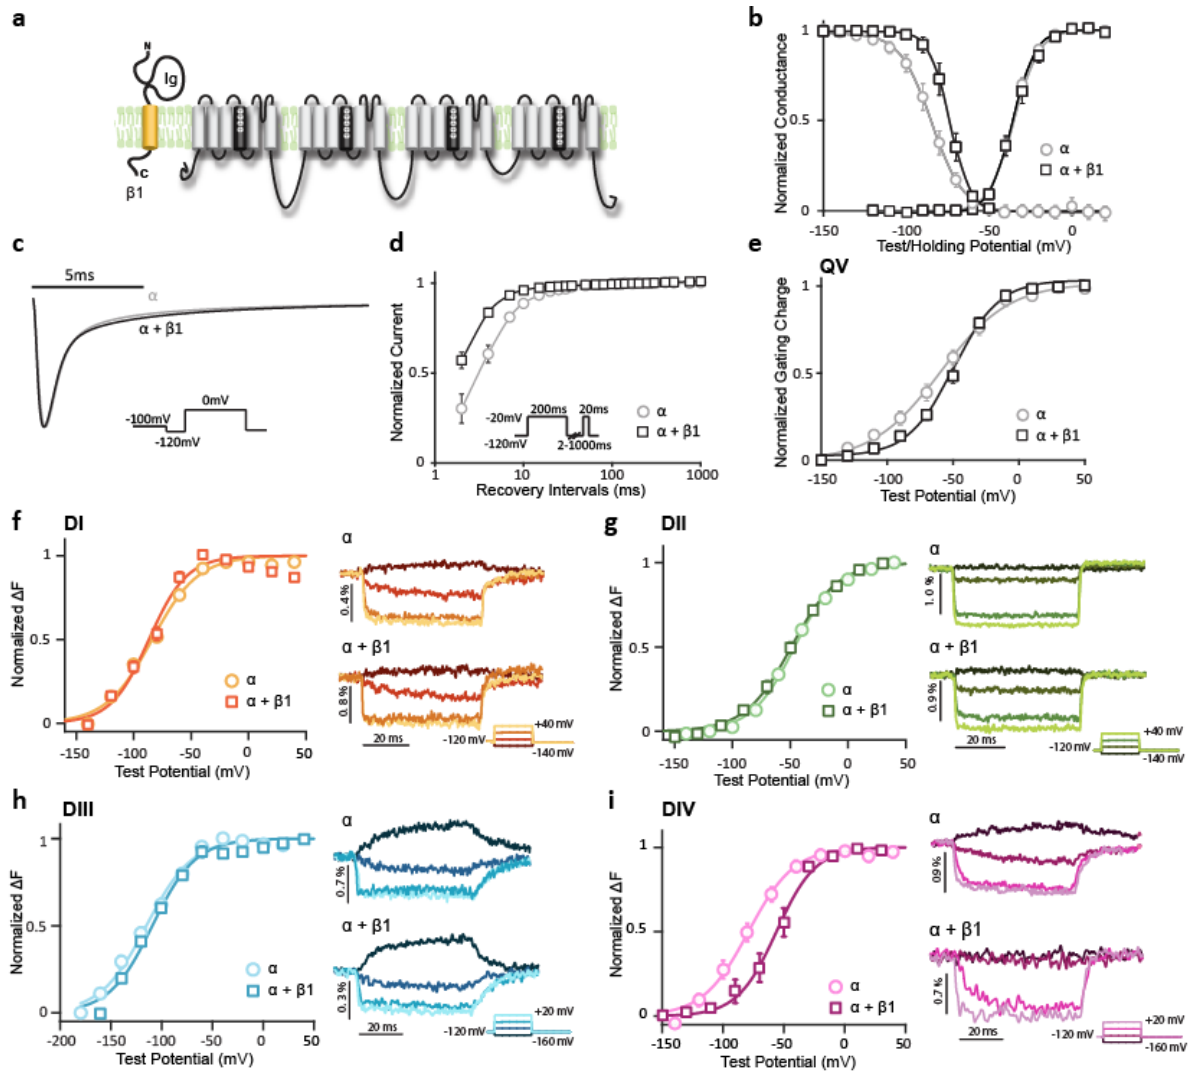 a
N
Ig
C
β1
b
Normalized Conductance
1
0.5
0
α
α + β1
-150
-100
-50
0
Test/Holding Potential (mV)
c
5ms
α
α + β1
0mV
-100mV
-120mV
d
Normalized Current
1
0.5
0
200ms
20ms
-20mV
-120mV
2-1000ms
α
α + β1
1
10
100
1000
Recovery Intervals (ms)
e
QV
Normalized Gating Charge
1
0.5
0
α
α + β1
-150
-100
-50
0
50
Test Potential (mV)
f
DI
Normalized ΔF
1
0.5
0
α
α + β1
-150
-100
-50
0
50
Test Potential (mV)
α
0.4%
α + β1
0.8%
20 ms
-120 mV
+40 mV
-140 mV
g
DII
Normalized ΔF
1
0.5
0
α
α + β1
-150
-100
-50
0
50
Test Potential (mV)
α
1.0%
α + β1
0.9%
20 ms
-120 mV
+40 mV
-140 mV
h
DIII
Normalized ΔF
1
0.5
0
α
α + β1
-200
-150
-100
-50
0
50
Test Potential (mV)
α
0.7%
α + β1
0.3%
20 ms
-120 mV
+20 mV
-160 mV
i
DIV
Normalized ΔF
1
0.5
0
α
α + β1
-150
-100
-50
0
50
Test Potential (mV)
α
09%
α + β1
0.7%
20 ms
-120 mV
+20 mV
-160 mV